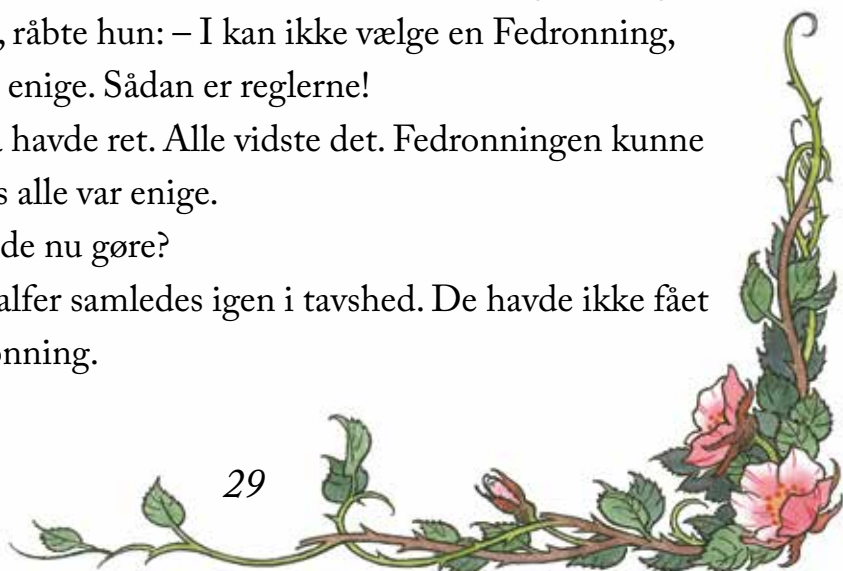 , råbte hun: – I kan ikke vælge en Fedronning,
enige. Sådan er reglerne!
havde ret. Alle vidste det. Fedronningen kunne
alle var enige.
de nu gøre?
alfer samledes igen i tavshed. De havde ikke fået
nning.
29